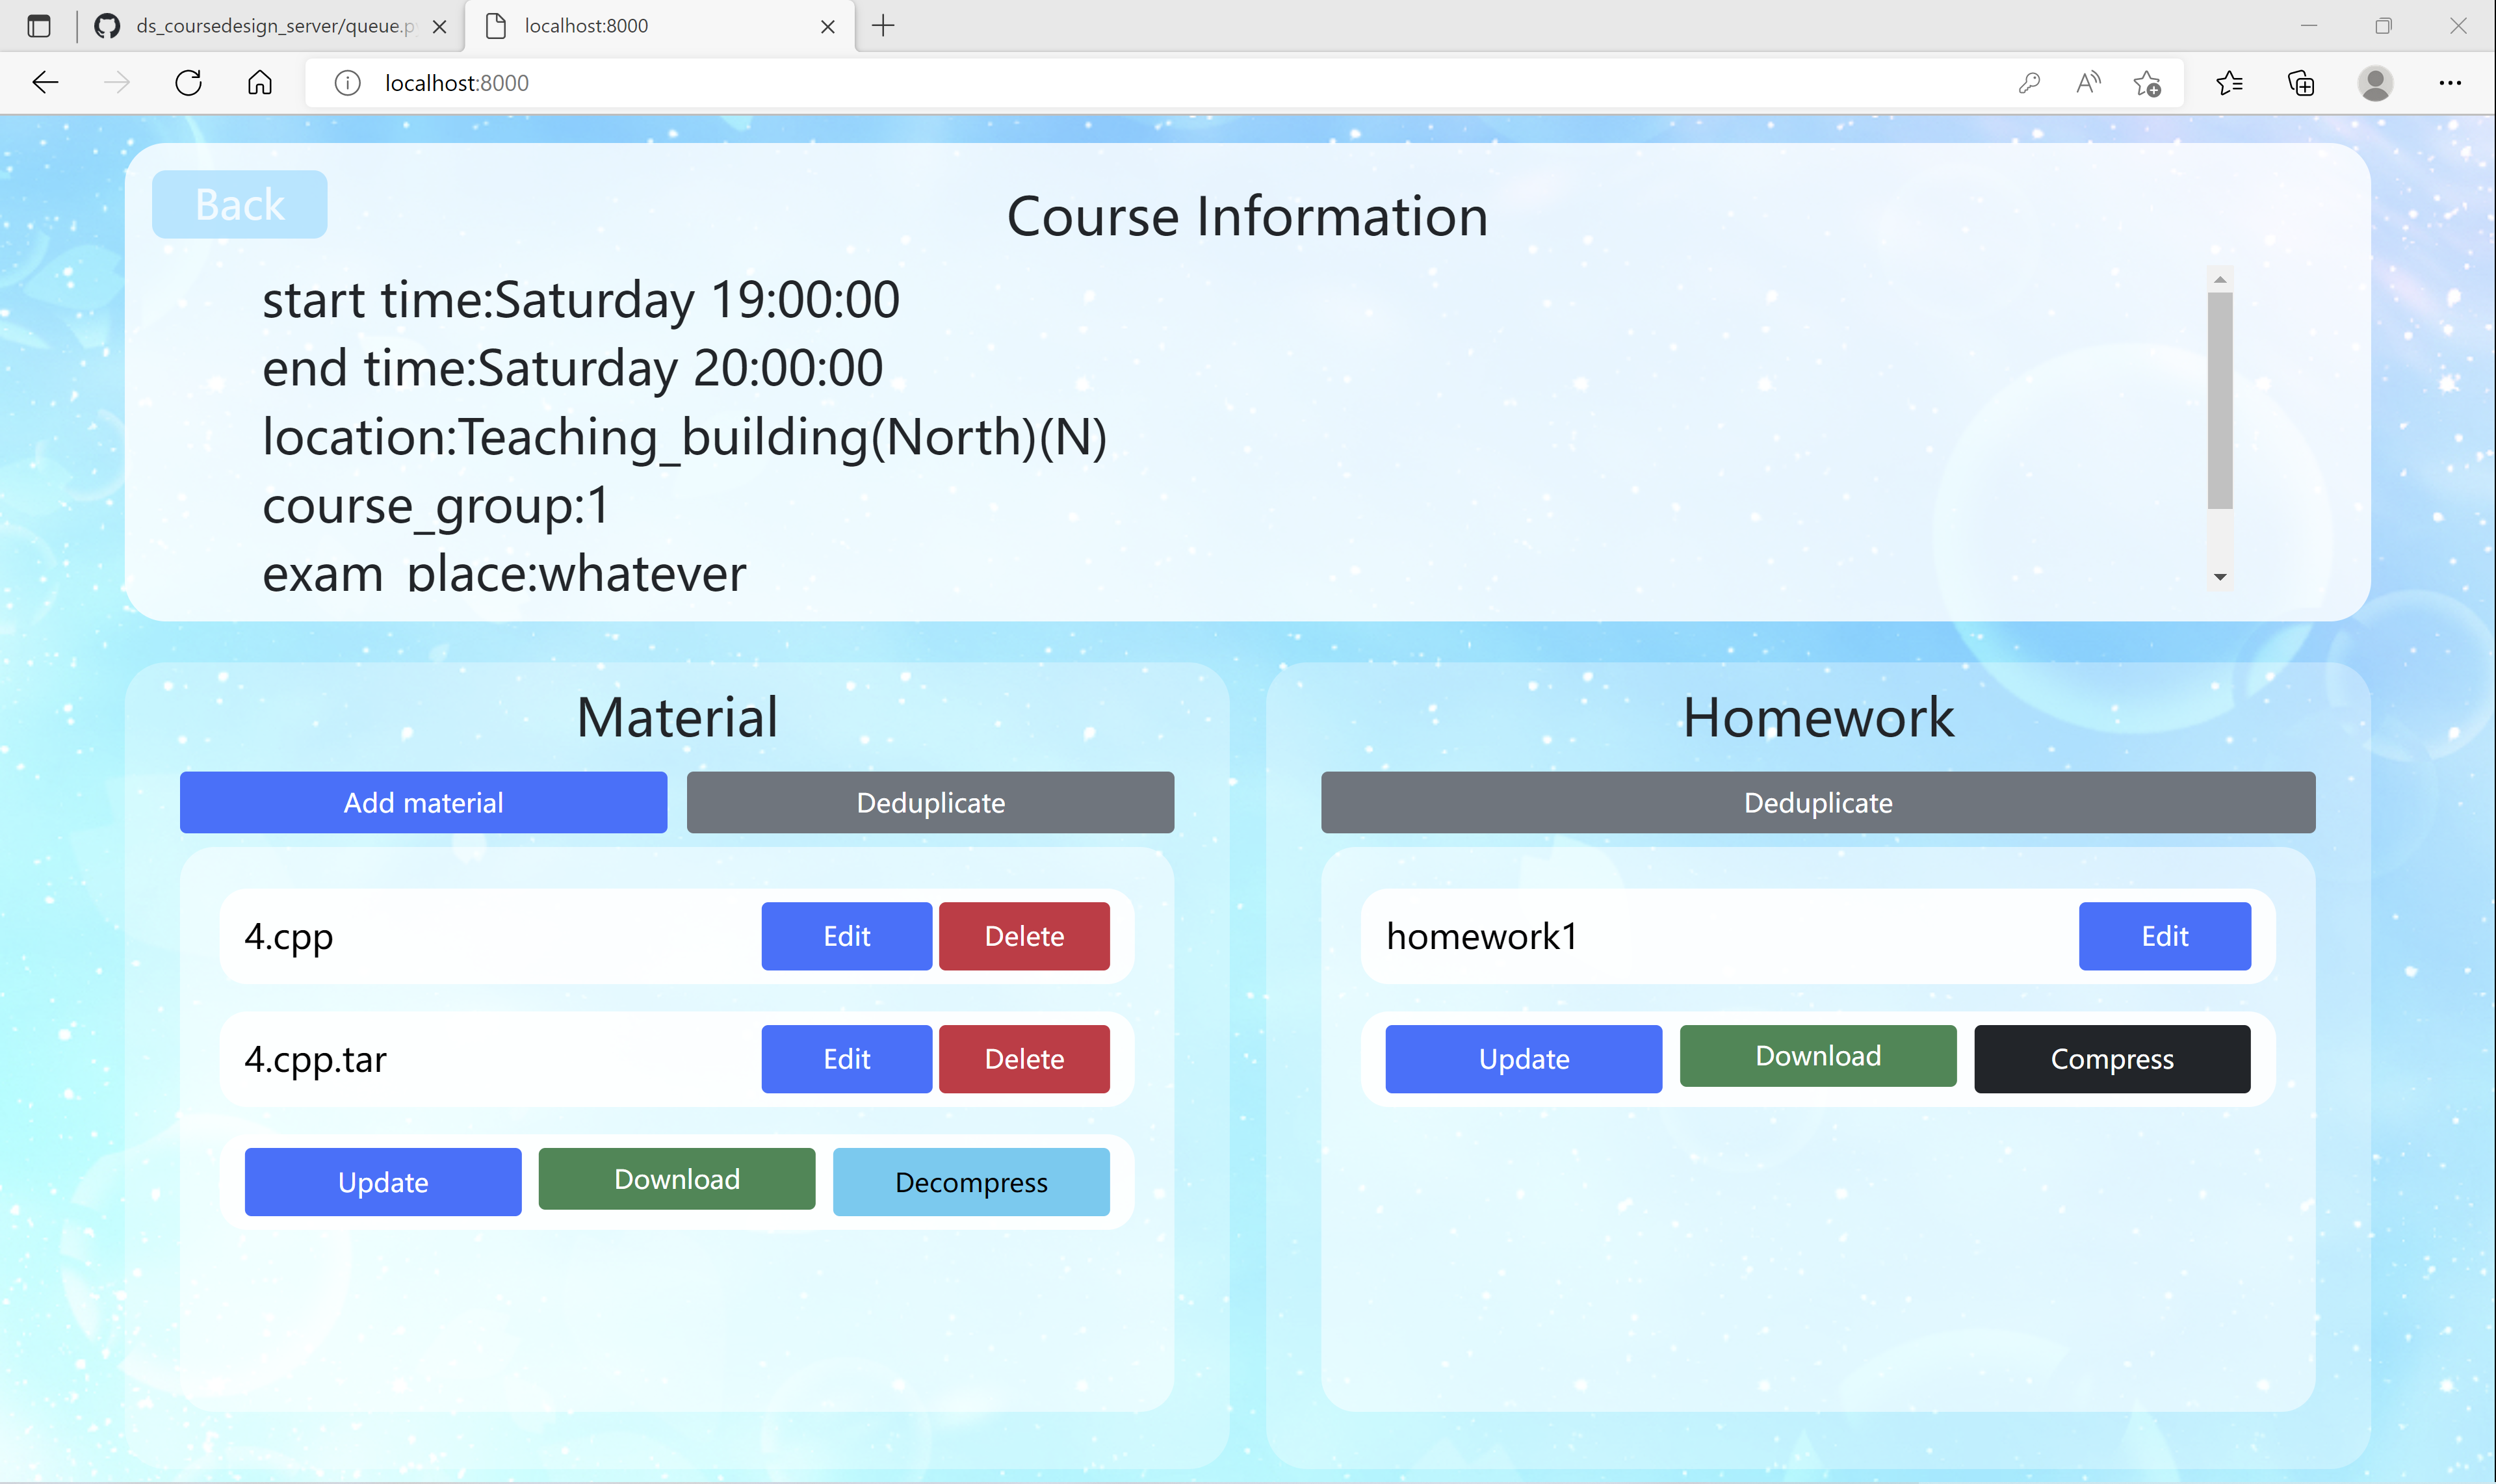 ds_coursedesign_server/queue.p
localhost:8000
localhost:8000
Back
Course Information
start time:Saturday 19:00:00
end time:Saturday 20:00:00
location:Teaching_building(North)(N)
course_group:1
exam_place:whatever
Material
Add material
Deduplicate
4.cpp
Edit
Delete
4.cpp.tar
Edit
Delete
Update
Download
Decompress
Homework
Deduplicate
homework1
Edit
Update
Download
Compress